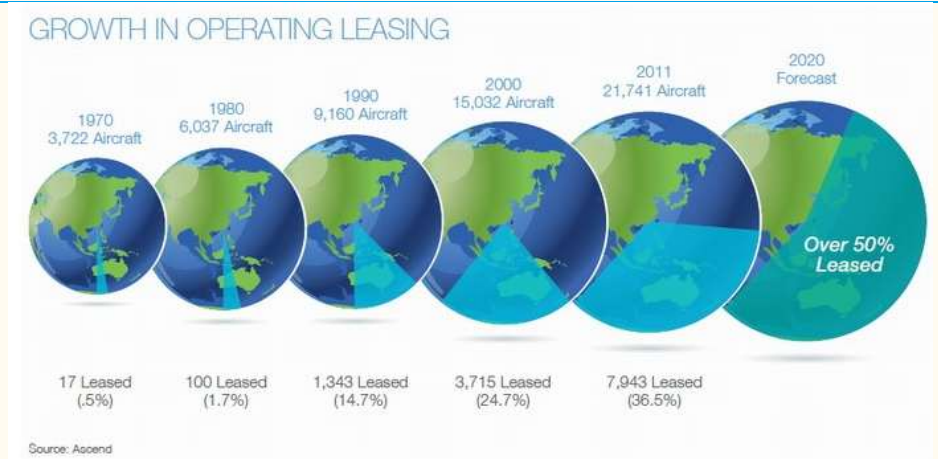 GROWTH IN OPERATING LEASING
1970
3,722 Aircraft
1980
6,037 Aircraft
1990
9,160 Aircraft
2000
15,032 Aircraft
2011
21,741 Aircraft
2020
Forecast
Over 50%
Leased
17 Leased
(.5%)
100 Leased
(1.7%)
1,343 Leased
(14.7%)
3,715 Leased
(24.7%)
7,943 Leased
(36.5%)
Source: Ascend